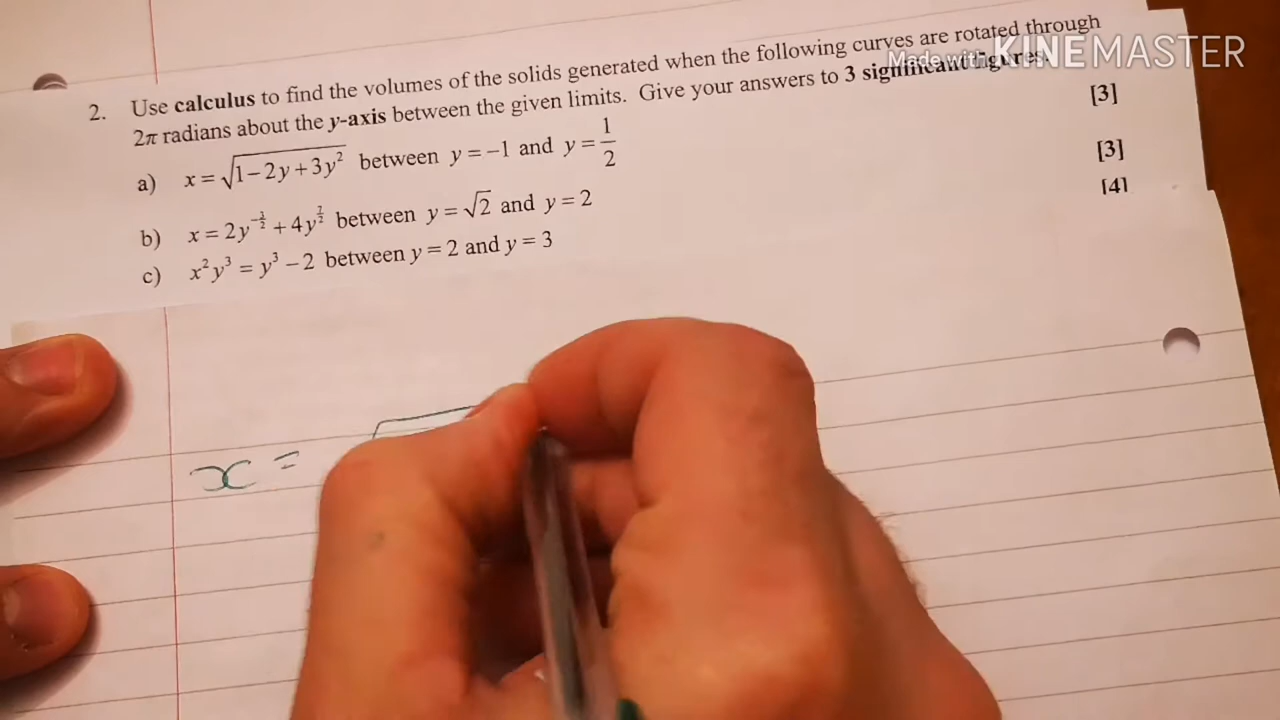 Made with KINEMASTER
2. Use calculus to find the volumes of the solids generated when the following curves are rotated through
2π radians about the y-axis between the given limits. Give your answers to 3 significant figures.
a) x = √(1 − 2y + 3y²) between y = −1 and y = 1/2 [3]
b) x = 2y^(−1/2) + 4y^(7/2) between y = √2 and y = 2 [3]
c) x²y³ = y³ − 2 between y = 2 and y = 3 [4]
x =